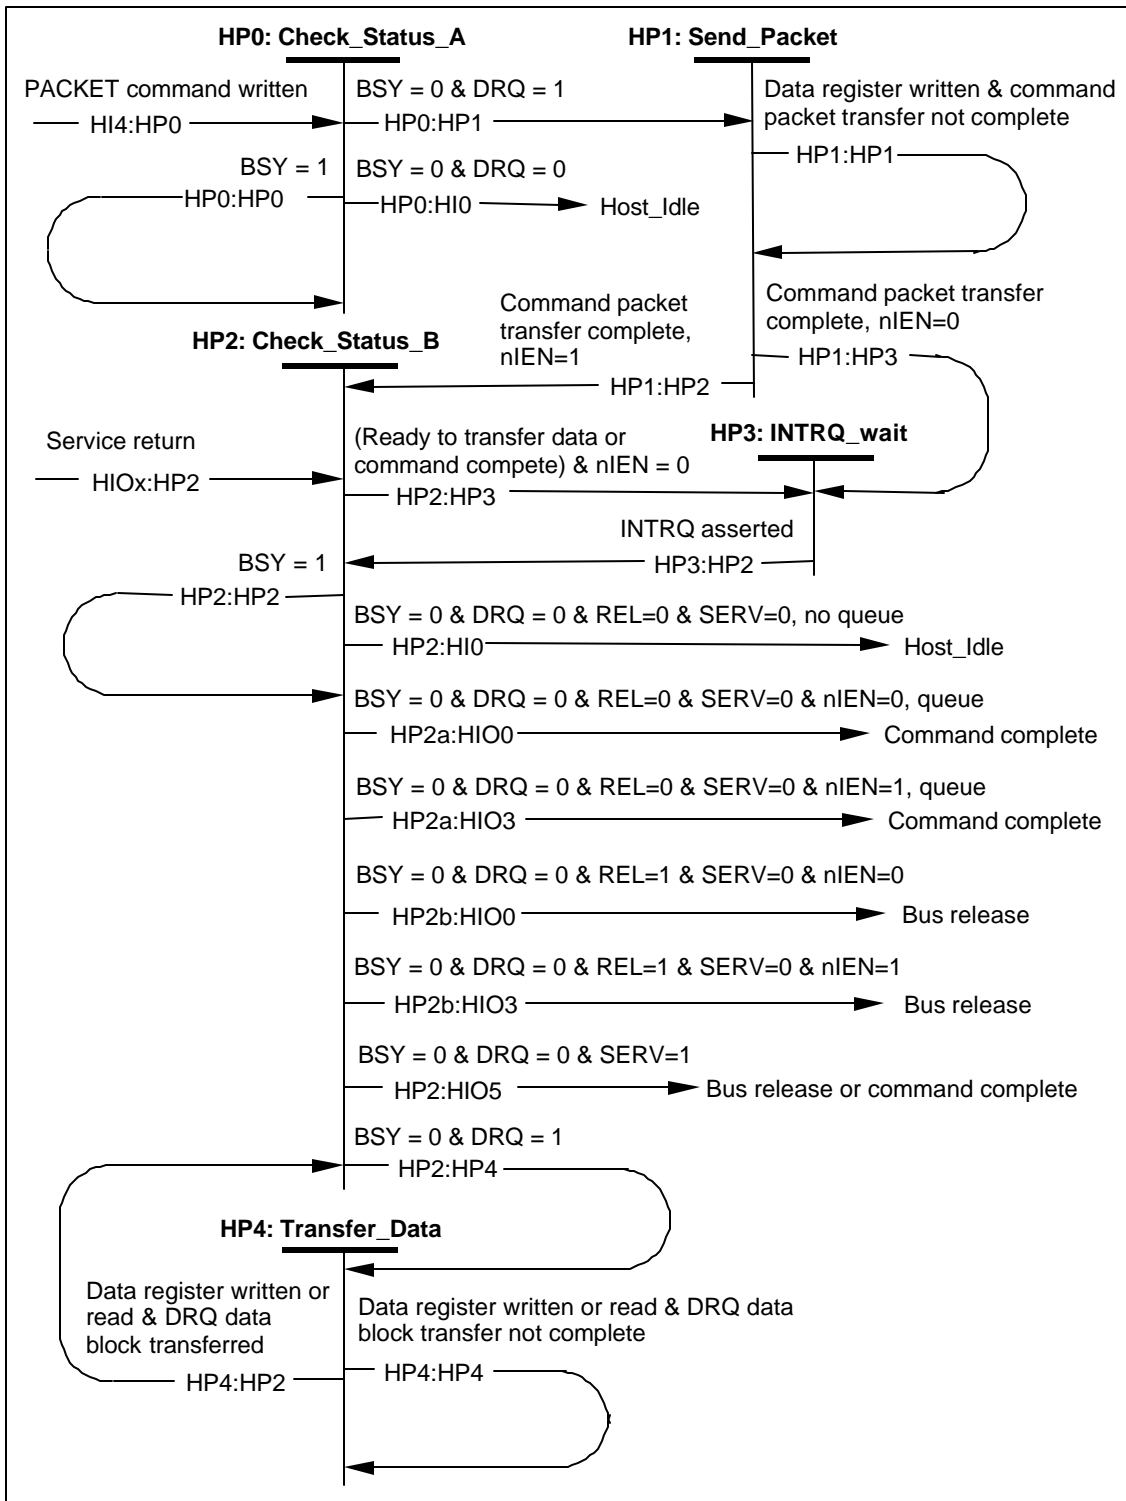 HP0: Check_Status_A
HP1: Send_Packet
PACKET command written
HI4:HP0
BSY = 0 & DRQ = 1
HP0:HP1
Data register written & command
packet transfer not complete
HP1:HP1
BSY = 1
HP0:HP0
BSY = 0 & DRQ = 0
HP0:HI0
Host_Idle
Command packet
transfer complete,
nIEN=1
HP1:HP2
Command packet transfer
complete, nIEN=0
HP1:HP3
HP2: Check_Status_B
HP3: INTRQ_wait
Service return
HIOx:HP2
(Ready to transfer data or
command compete) & nIEN = 0
HP2:HP3
INTRQ asserted
HP3:HP2
BSY = 1
HP2:HP2
BSY = 0 & DRQ = 0 & REL=0 & SERV=0, no queue
HP2:HI0
Host_Idle
BSY = 0 & DRQ = 0 & REL=0 & SERV=0 & nIEN=0, queue
HP2a:HIO0
Command complete
BSY = 0 & DRQ = 0 & REL=0 & SERV=0 & nIEN=1, queue
HP2a:HIO3
Command complete
BSY = 0 & DRQ = 0 & REL=1 & SERV=0 & nIEN=0
HP2b:HIO0
Bus release
BSY = 0 & DRQ = 0 & REL=1 & SERV=0 & nIEN=1
HP2b:HIO3
Bus release
BSY = 0 & DRQ = 0 & SERV=1
HP2:HIO5
Bus release or command complete
BSY = 0 & DRQ = 1
HP2:HP4
HP4: Transfer_Data
Data register written or
read & DRQ data
block transferred
HP4:HP2
Data register written or read & DRQ data
block transfer not complete
HP4:HP4